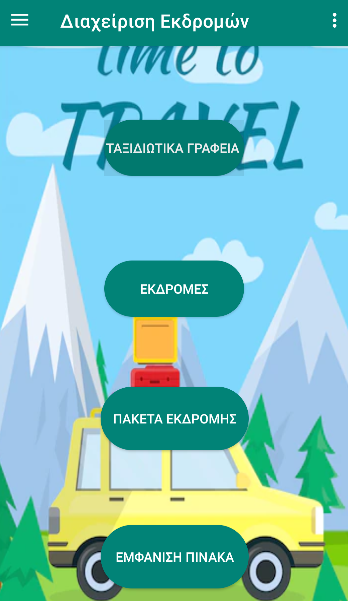 Διαχείριση Εκδρομών
time to
TRAVEL
ΤΑΞΙΔΙΩΤΙΚΑ ΓΡΑΦΕΙΑ
ΕΚΔΡΟΜΕΣ
ΠΑΚΕΤΑ ΕΚΔΡΟΜΗΣ
ΕΜΦΑΝΙΣΗ ΠΙΝΑΚΑ